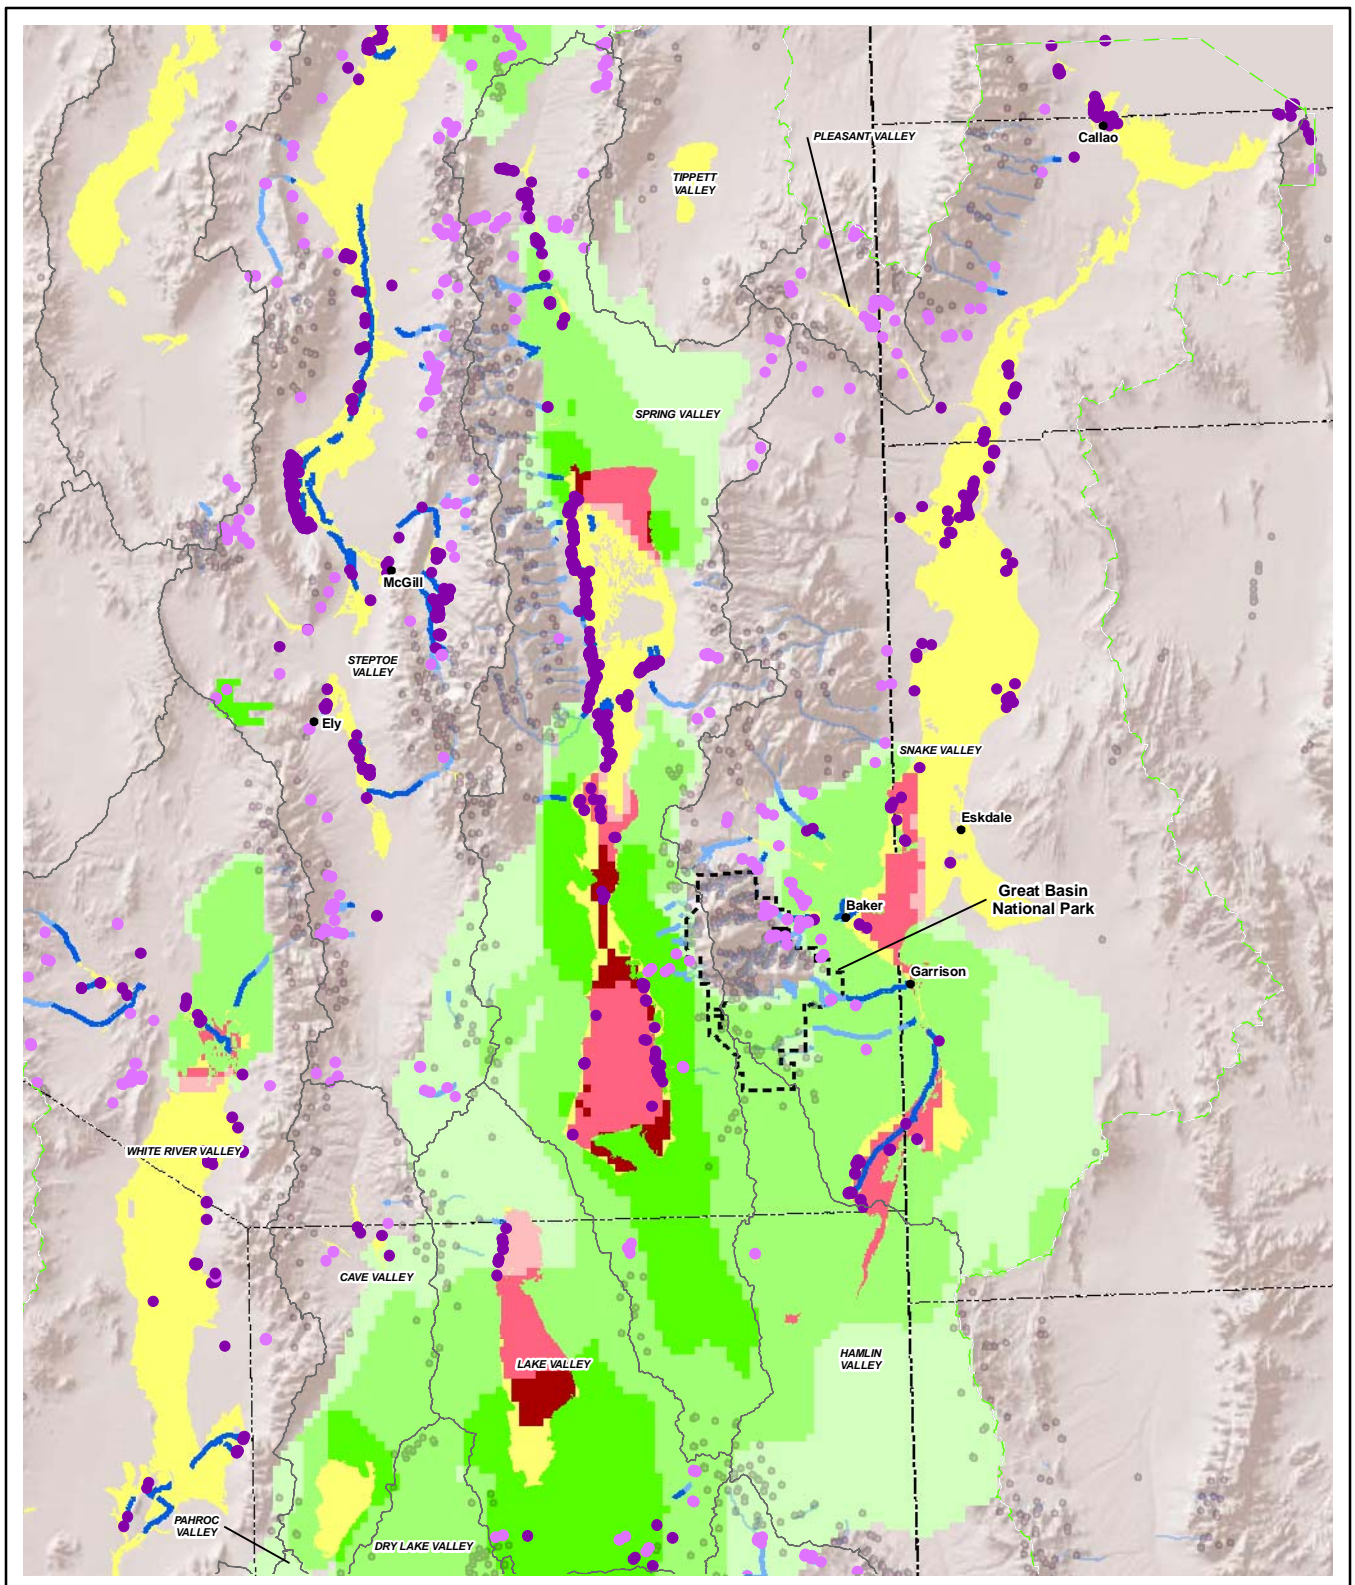 PLEASANT VALLEY
Callao
TIPPETT
VALLEY
SPRING VALLEY
McGill
STEPTOE
VALLEY
Ely
SNAKE VALLEY
Eskdale
Great Basin
National Park
Baker
Garrison
WHITE RIVER VALLEY
CAVE VALLEY
LAKE VALLEY
HAMLIN
VALLEY
PAHROC
VALLEY
DRY LAKE VALLEY